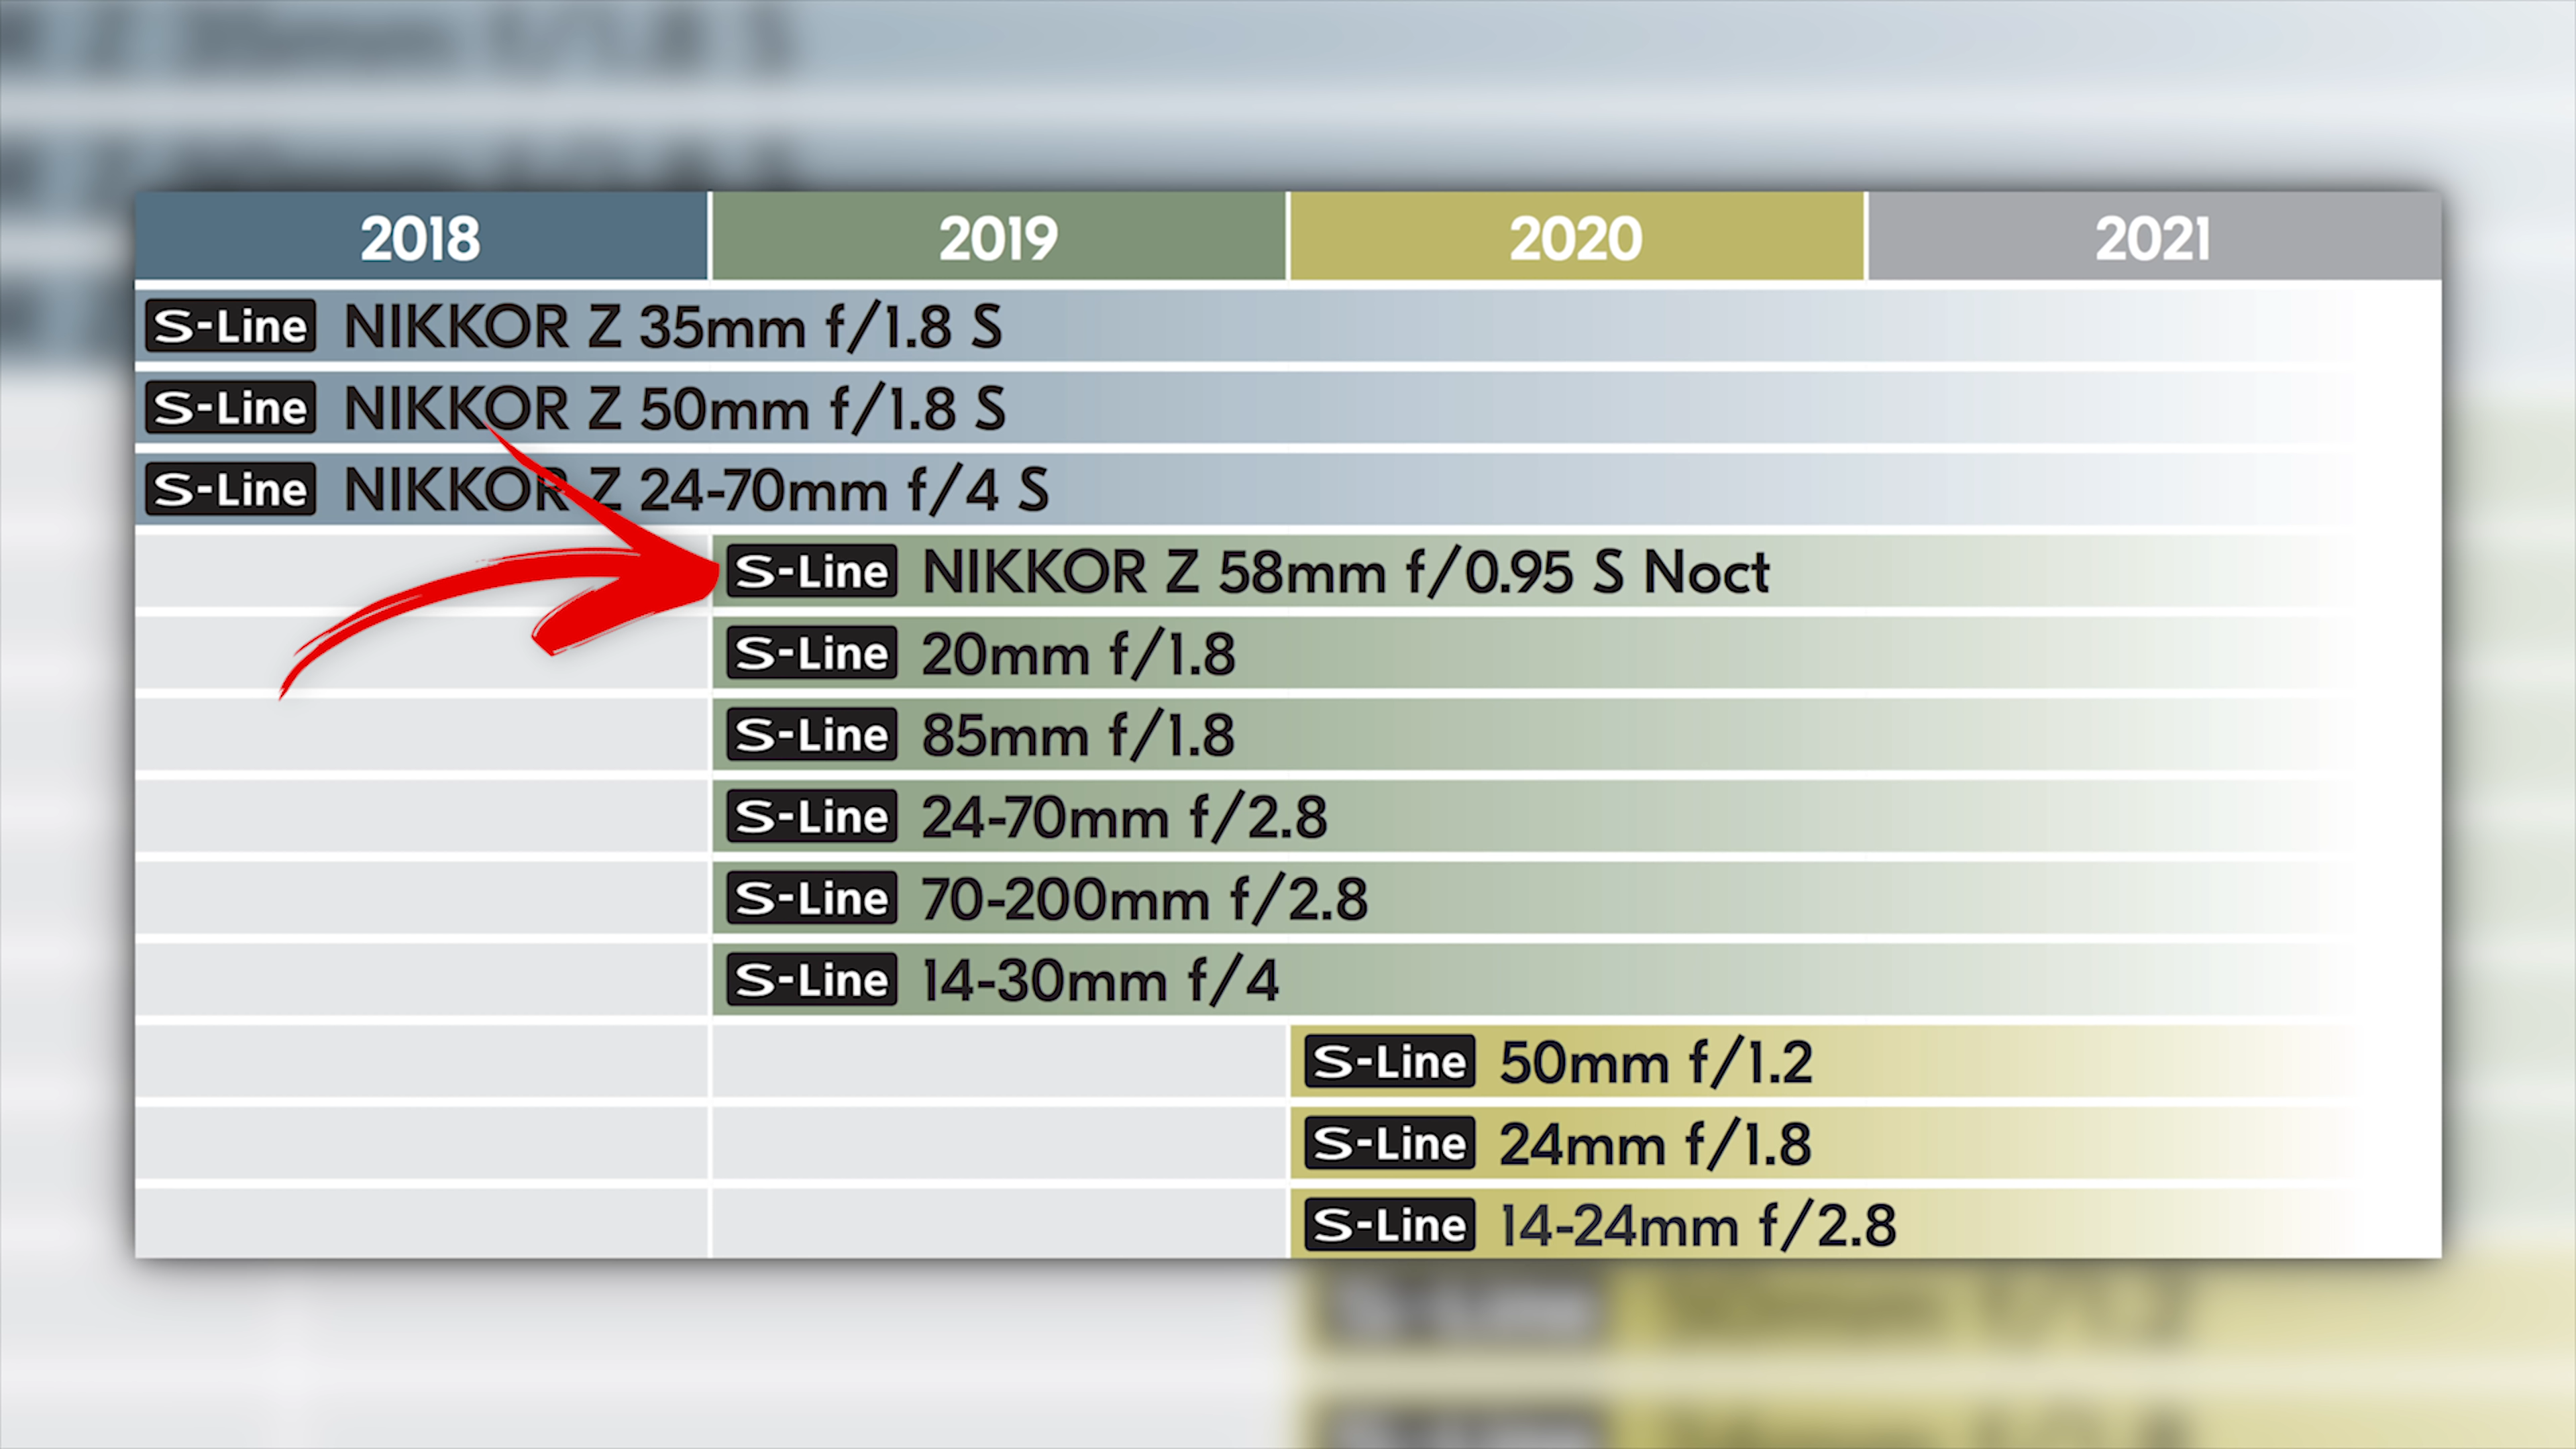 2018 2019 2020 2021
S-Line NIKKOR Z 35mm f/1.8 S
S-Line NIKKOR Z 50mm f/1.8 S
S-Line NIKKOR Z 24-70mm f/4 S
S-Line NIKKOR Z 58mm f/0.95 S Noct
S-Line 20mm f/1.8
S-Line 85mm f/1.8
S-Line 24-70mm f/2.8
S-Line 70-200mm f/2.8
S-Line 14-30mm f/4
S-Line 50mm f/1.2
S-Line 24mm f/1.8
S-Line 14-24mm f/2.8